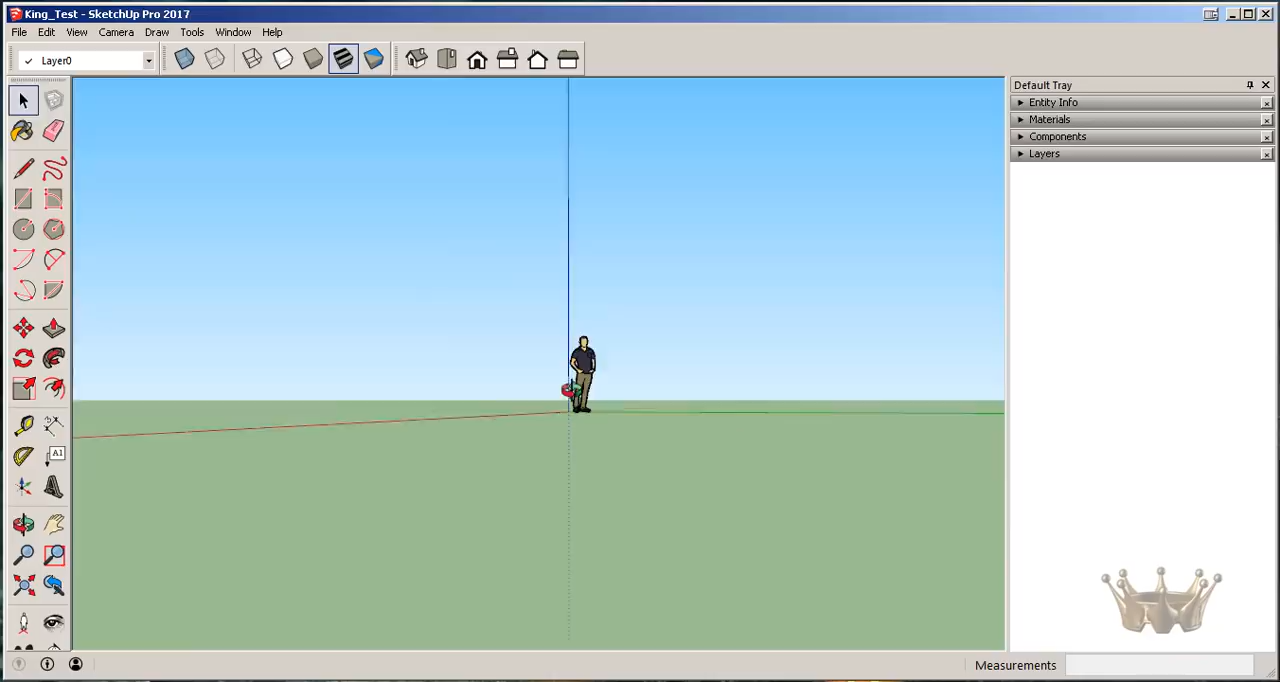 King_Test - SketchUp Pro 2017
File Edit View Camera Draw Tools Window Help
Layer0
Default Tray
Entity Info
Materials
Components
Layers
A1
Measurements